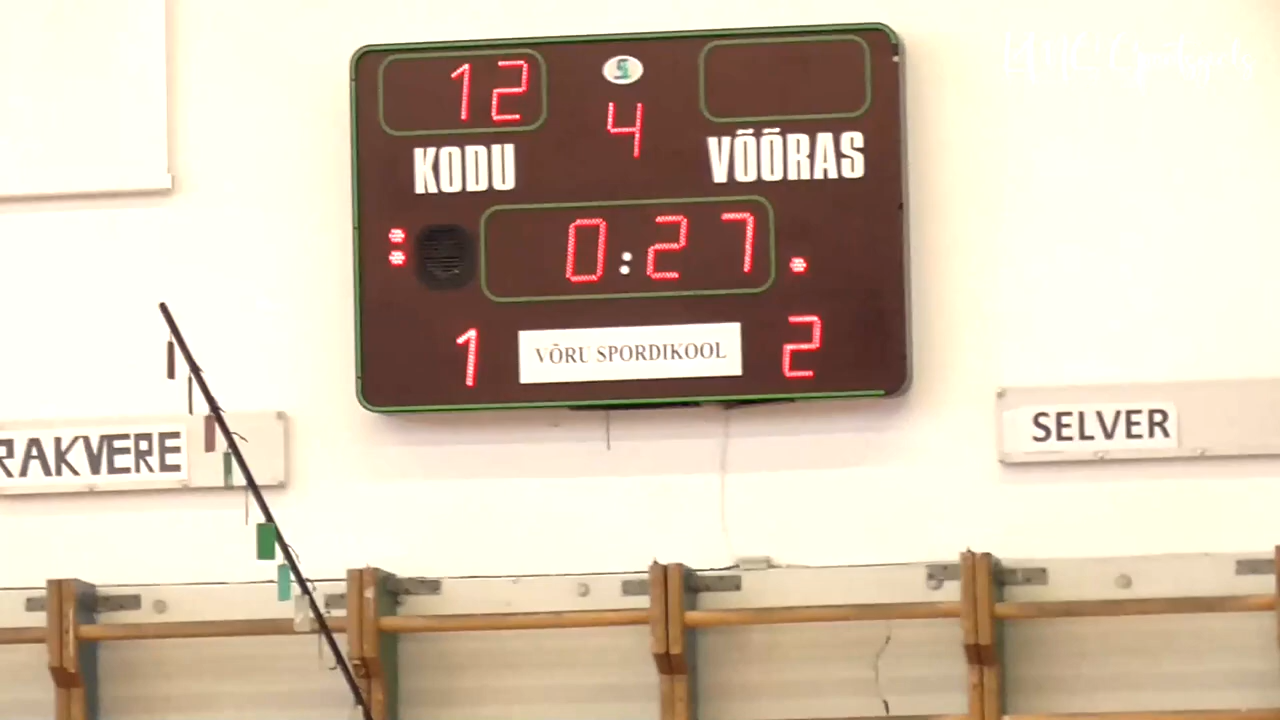 12
4
KODU
VÕÕRAS
0:27
1
VÕRU SPORDIKOOL
2
RAKVERE
SELVER